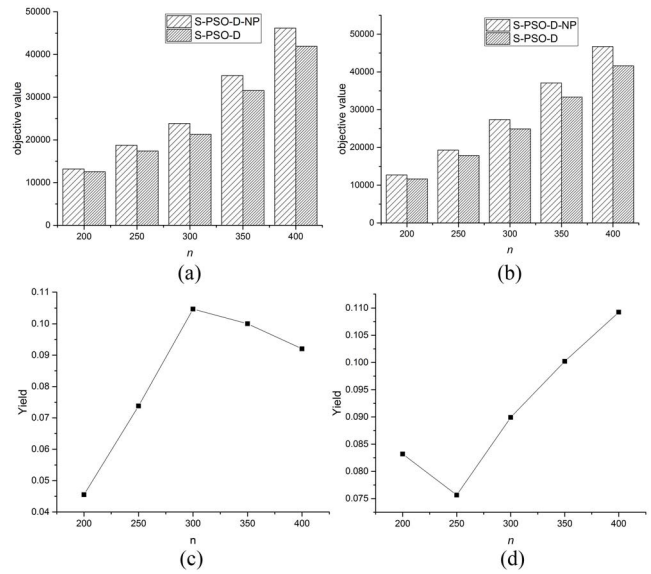 S-PSO-D-NP
S-PSO-D
objective value
50000
40000
30000
20000
10000
0
200 250 300 350 400
n
(a)
S-PSO-D-NP
S-PSO-D
objective value
50000
40000
30000
20000
10000
0
200 250 300 350 400
n
(b)
Yield
0.11
0.10
0.09
0.08
0.07
0.06
0.05
0.04
200 250 300 350 400
n
(c)
Yield
0.110
0.105
0.100
0.095
0.090
0.085
0.080
0.075
200 250 300 350 400
n
(d)